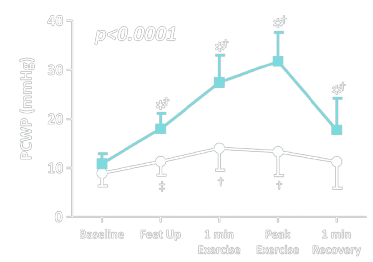 p<0.0001
PCWP (mmHg)
40
30
20
10
0
Baseline
Feet Up
1 min
Exercise
Peak
Exercise
1 min
Recovery
‡
†
†